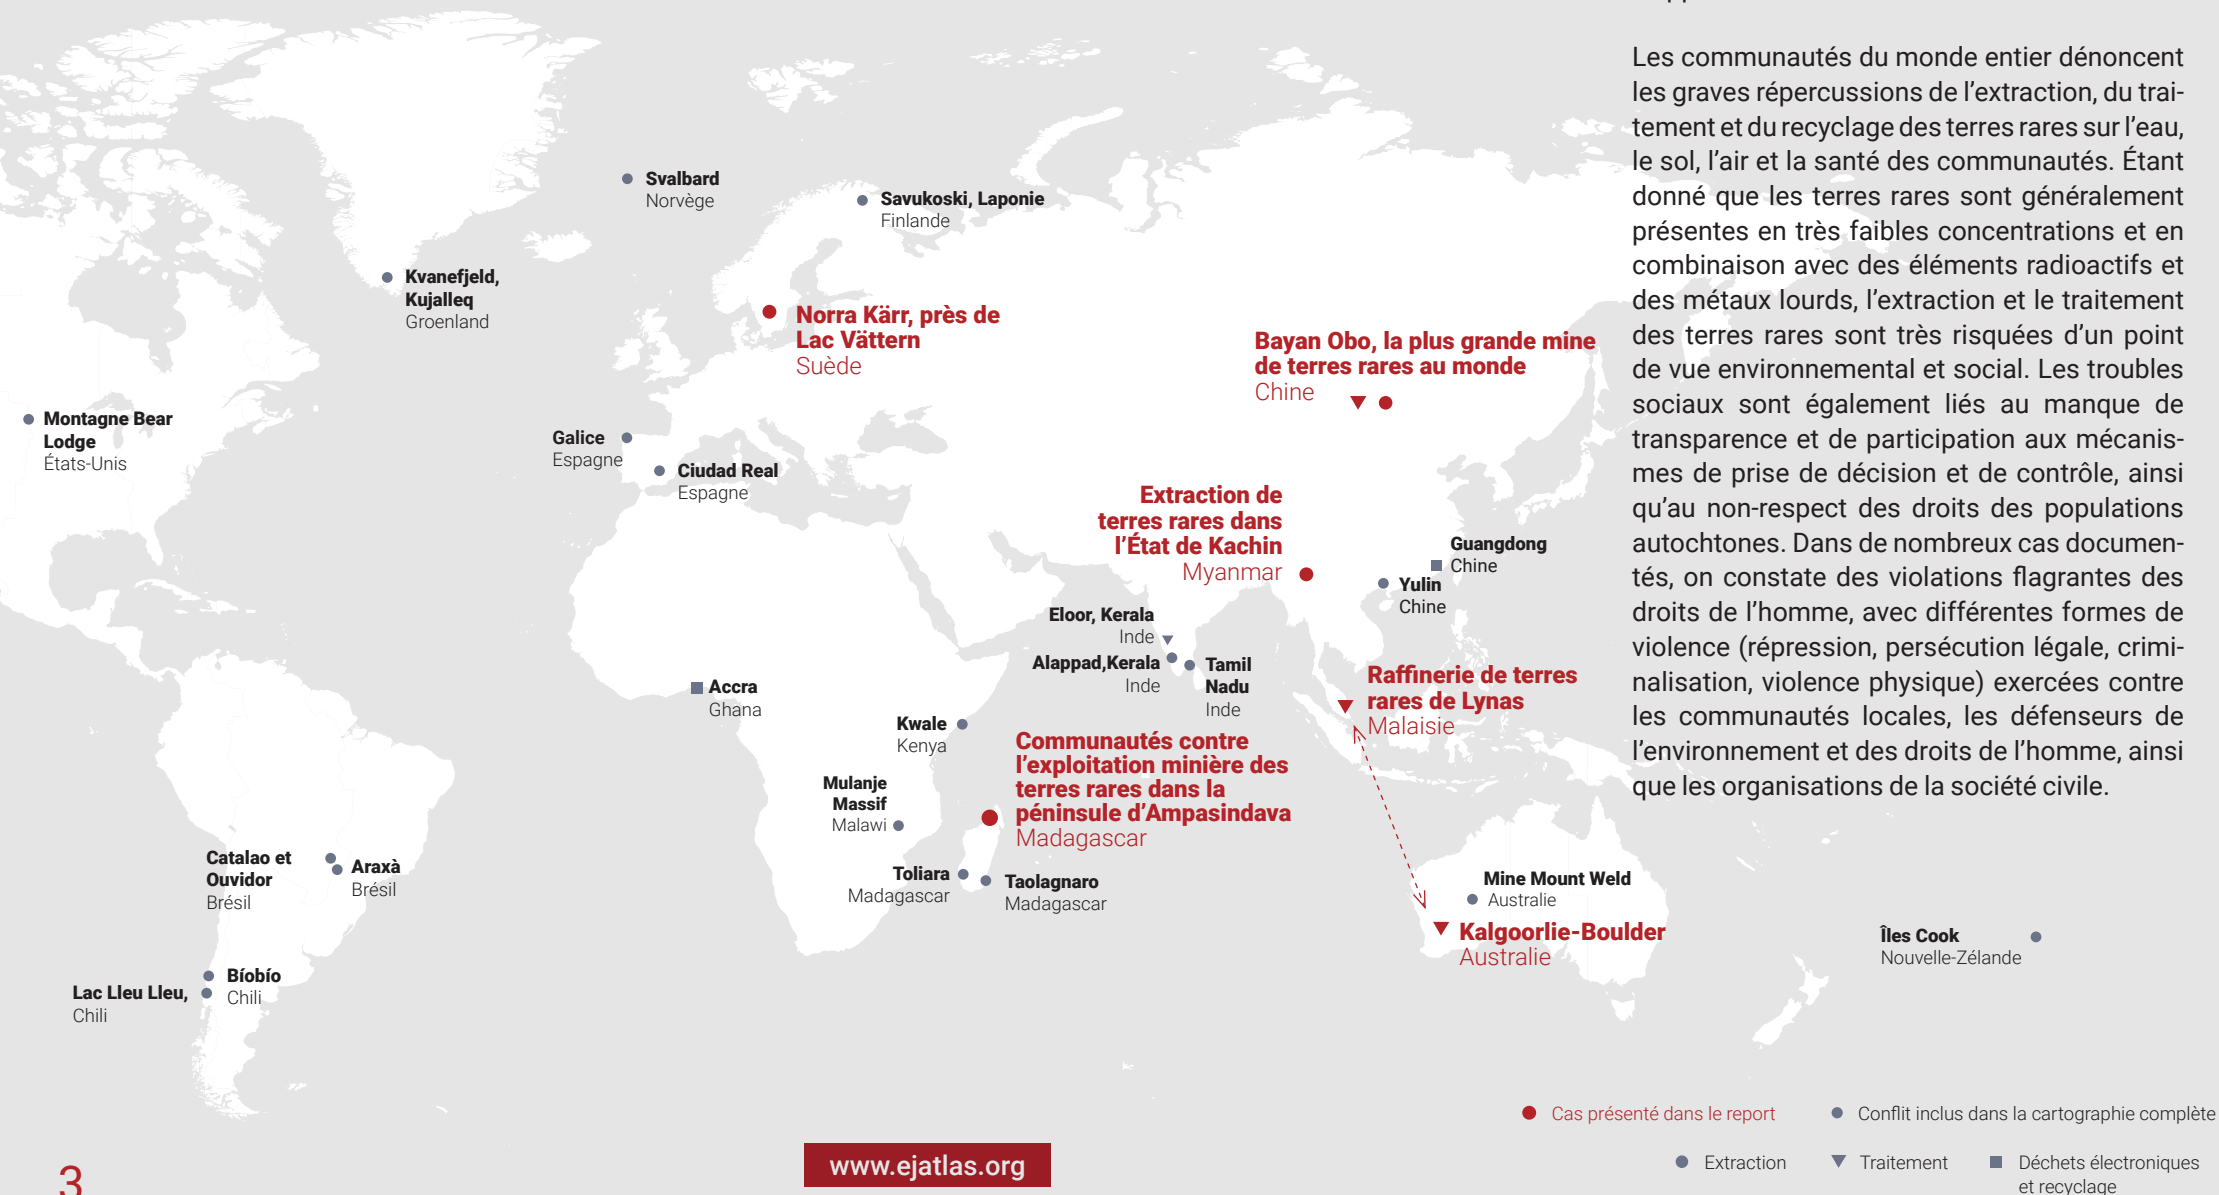 Les communautés du monde entier dénoncent
les graves répercussions de l'extraction, du trai-
tement et du recyclage des terres rares sur l'eau,
le sol, l'air et la santé des communautés. Étant
donné que les terres rares sont généralement
présentes en très faibles concentrations et en
combinaison avec des éléments radioactifs et
des métaux lourds, l'extraction et le traitement
des terres rares sont très risquées d'un point
de vue environnemental et social. Les troubles
sociaux sont également liés au manque de
transparence et de participation aux mécanis-
mes de prise de décision et de contrôle, ainsi
qu'au non-respect des droits des populations
autochtones. Dans de nombreux cas documen-
tés, on constate des violations flagrantes des
droits de l'homme, avec différentes formes de
violence (répression, persécution légale, crimi-
nalisation, violence physique) exercées contre
les communautés locales, les défenseurs de
l'environnement et des droits de l'homme, ainsi
que les organisations de la société civile.
Svalbard
Norvège
Savukoski, Laponie
Finlande
Kvanefjeld,
Kujalleq
Groenland
Norra Kärr, près de
Lac Vättern
Suède
Bayan Obo, la plus grande mine
de terres rares au monde
Chine
Montagne Bear
Lodge
États-Unis
Galice
Espagne
Ciudad Real
Espagne
Extraction de
terres rares dans
l'État de Kachin
Myanmar
Guangdong
Chine
Yulin
Chine
Eloor, Kerala
Inde
Alappad,Kerala
Inde
Tamil
Nadu
Inde
Raffinerie de terres
rares de Lynas
Malaisie
Accra
Ghana
Kwale
Kenya
Communautés contre
l'exploitation minière des
terres rares dans la
péninsule d'Ampasindava
Madagascar
Mulanje
Massif
Malawi
Catalao et
Ouvidor
Brésil
Araxà
Brésil
Toliara
Madagascar
Taolagnaro
Madagascar
Mine Mount Weld
Australie
Kalgoorlie-Boulder
Australie
Îles Cook
Nouvelle-Zélande
Bíobío
Chili
Lac Lleu Lleu,
Chili
Cas présenté dans le report
Conflit inclus dans la cartographie complète
Extraction
Traitement
Déchets électroniques
et recyclage
www.ejatlas.org
3